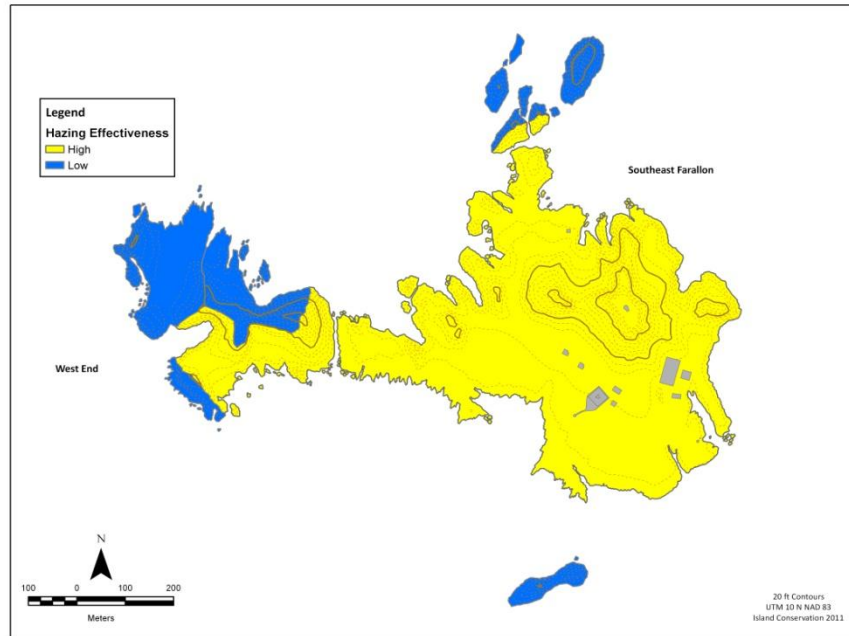 Legend
Hazing Effectiveness
High
Low
Southeast Farallon
West End
N
100 0 100 200
Meters
20 ft Contours
UTM 10 N NAD 83
Island Conservation 2011